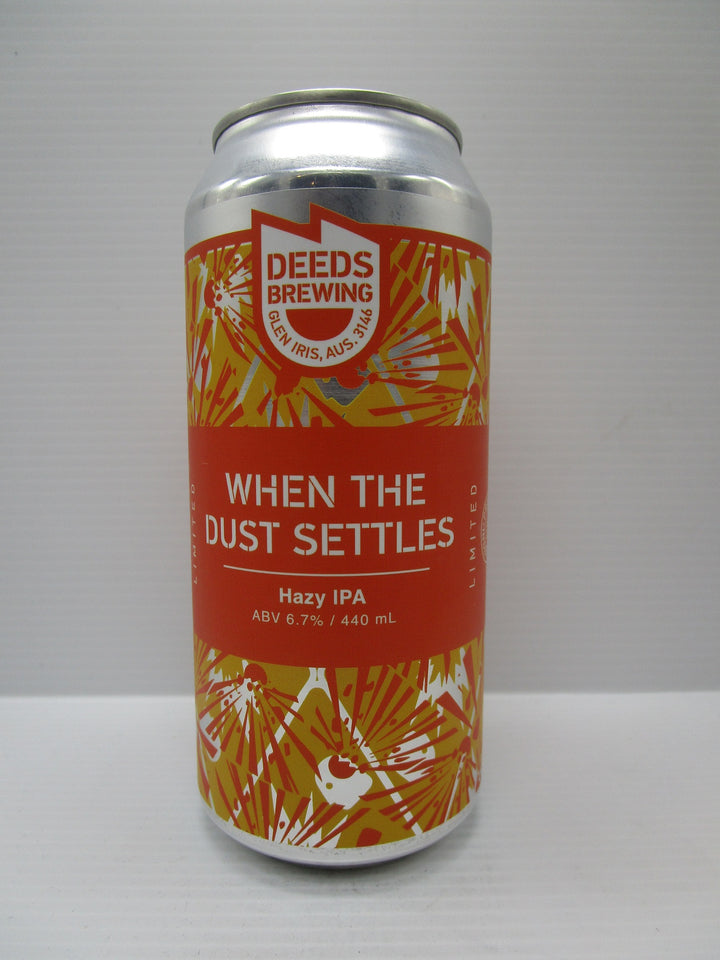 DEEDS
BREWING
GLEN IRIS, AUS. 3146
LIMITED
WHEN THE
DUST SETTLES
LIMITED
Hazy IPA
ABV 6.7% / 440 mL